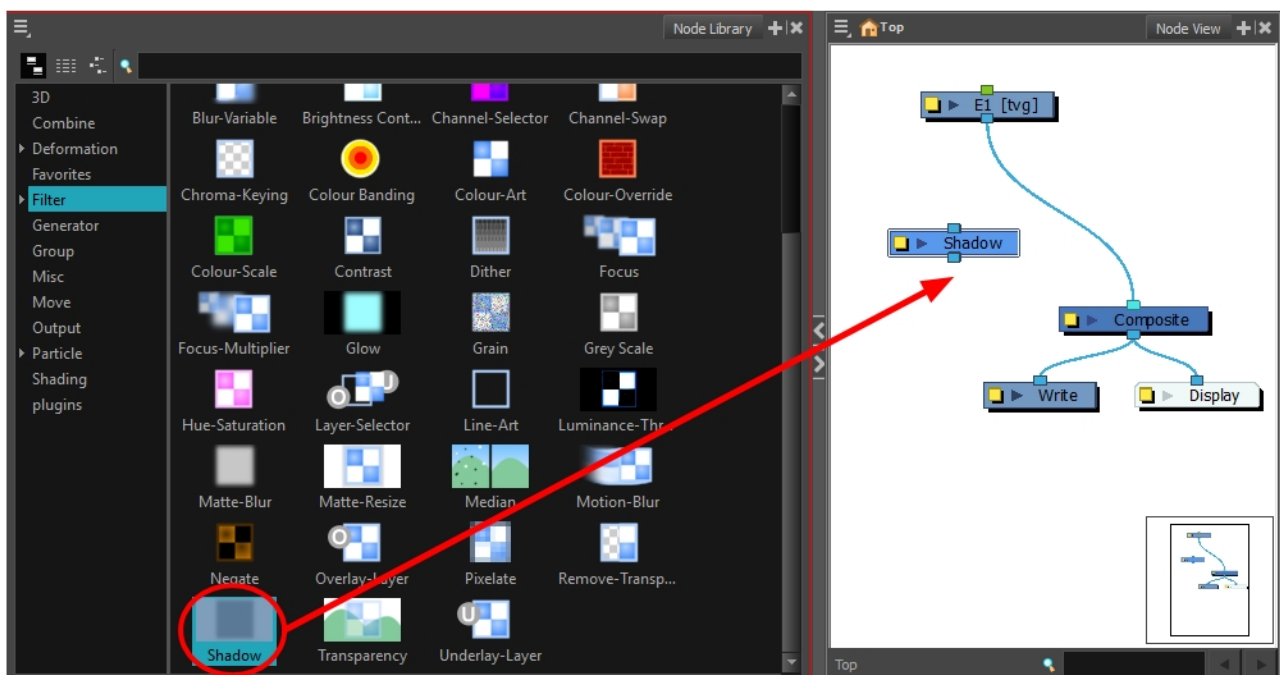 Node Library
3D
Combine
Deformation
Favorites
Filter
Generator
Group
Misc
Move
Output
Particle
Shading
plugins
Blur-Variable Brightness Cont... Channel-Selector Channel-Swap
Chroma-Keying Colour Banding Colour-Art Colour-Override
Colour-Scale Contrast Dither Focus
Focus-Multiplier Glow Grain Grey Scale
O U
Hue-Saturation Layer-Selector Line-Art Luminance-Thr...
Matte-Blur Matte-Resize Median Motion-Blur
O
Negate Overlay-Layer Pixelate Remove-Transp...
U
Shadow Transparency Underlay-Layer
Top Node View
E1 [tvg]
Shadow
Composite
Write Display
Top